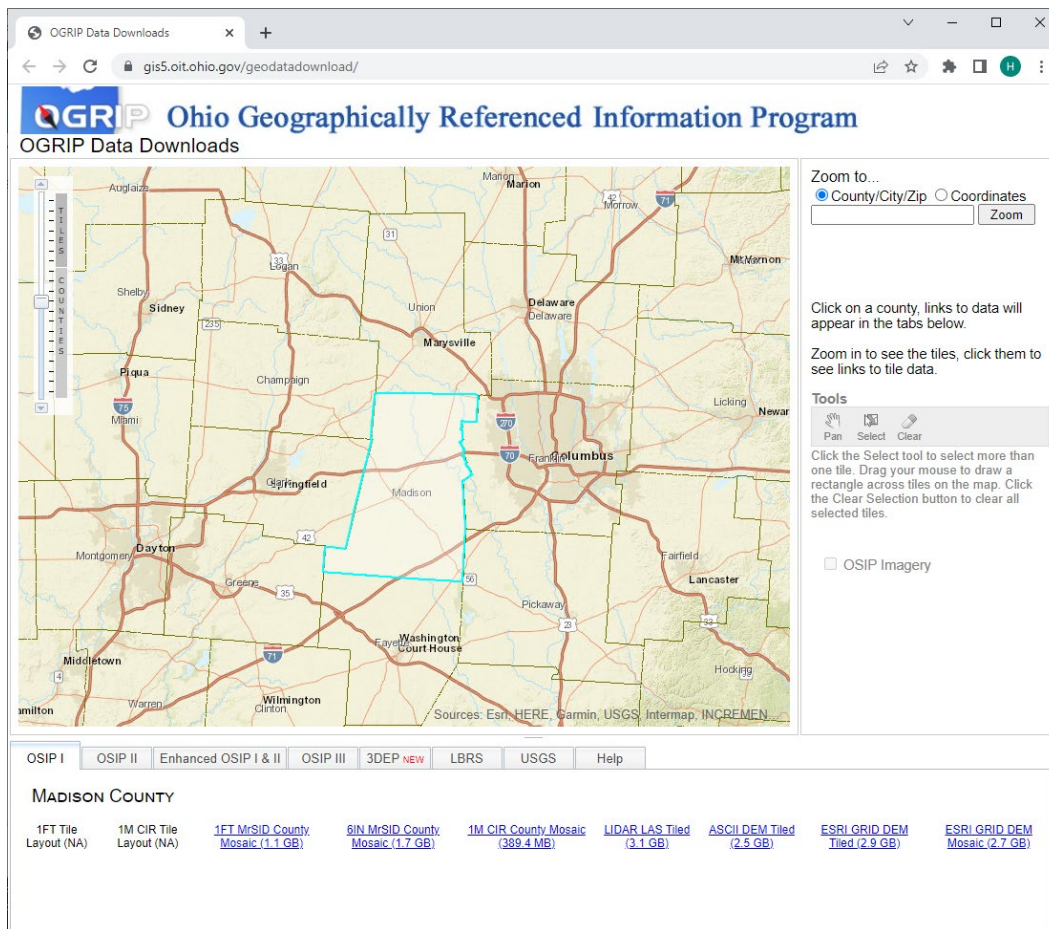 OGRIP Data Downloads
gis5.oit.ohio.gov/geodatadownload/
H
OGRIP Ohio Geographically Referenced Information Program
OGRIP Data Downloads
TILES
COUNTIES
Auglaize
Marion
Marion
42
Morrow
71
31
33
Logan
Mt Vernon
Shelby
Sidney
Union
Delaware
Delaware
235
Marysville
Piqua
Champaign
75
Miami
Licking
Newar
270
70
Franklin
Columbus
Clark
Springfield
Madison
42
Montgomery
Dayton
Fairfield
Greene
35
56
Lancaster
Pickaway
23
33
Fayette
Washington
Court House
71
Middletown
4
Hocking
Warren
Wilmington
Clinton
amilton
Sources: Esri, HERE, Garmin, USGS, Intermap, INCREMEN
Zoom to...
County/City/Zip Coordinates
Zoom
Click on a county, links to data will
appear in the tabs below.
Zoom in to see the tiles, click them to
see links to tile data.
Tools
Pan Select Clear
Click the Select tool to select more than
one tile. Drag your mouse to draw a
rectangle across tiles on the map. Click
the Clear Selection button to clear all
selected tiles.
OSIP Imagery
OSIP I OSIP II Enhanced OSIP I & II OSIP III 3DEP NEW LBRS USGS Help
MADISON COUNTY
1FT Tile 1M CIR Tile 1FT MrSID County 6IN MrSID County 1M CIR County Mosaic LIDAR LAS Tiled ASCII DEM Tiled ESRI GRID DEM ESRI GRID DEM
Layout (NA) Layout (NA) Mosaic (1.1 GB) Mosaic (1.7 GB) (389.4 MB) (3.1 GB) (2.5 GB) Tiled (2.9 GB) Mosaic (2.7 GB)